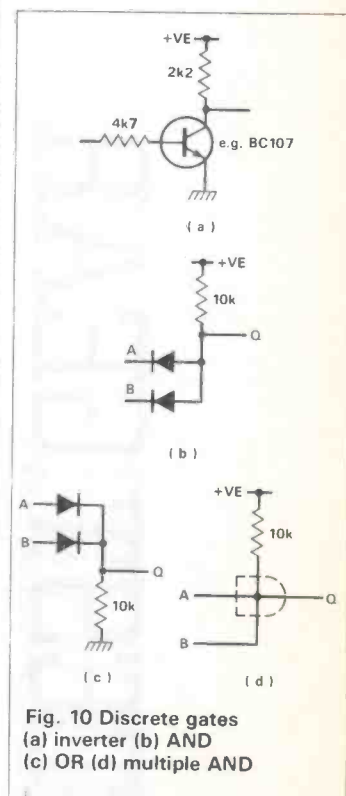 +VE
2k2
4k7
e.g. BC107
(a)
+VE
10k
A
Q
B
(b)
A
B
Q
10k
(c)
+VE
10k
A
Q
B
(d)
Fig. 10 Discrete gates
(a) inverter (b) AND
(c) OR (d) multiple AND